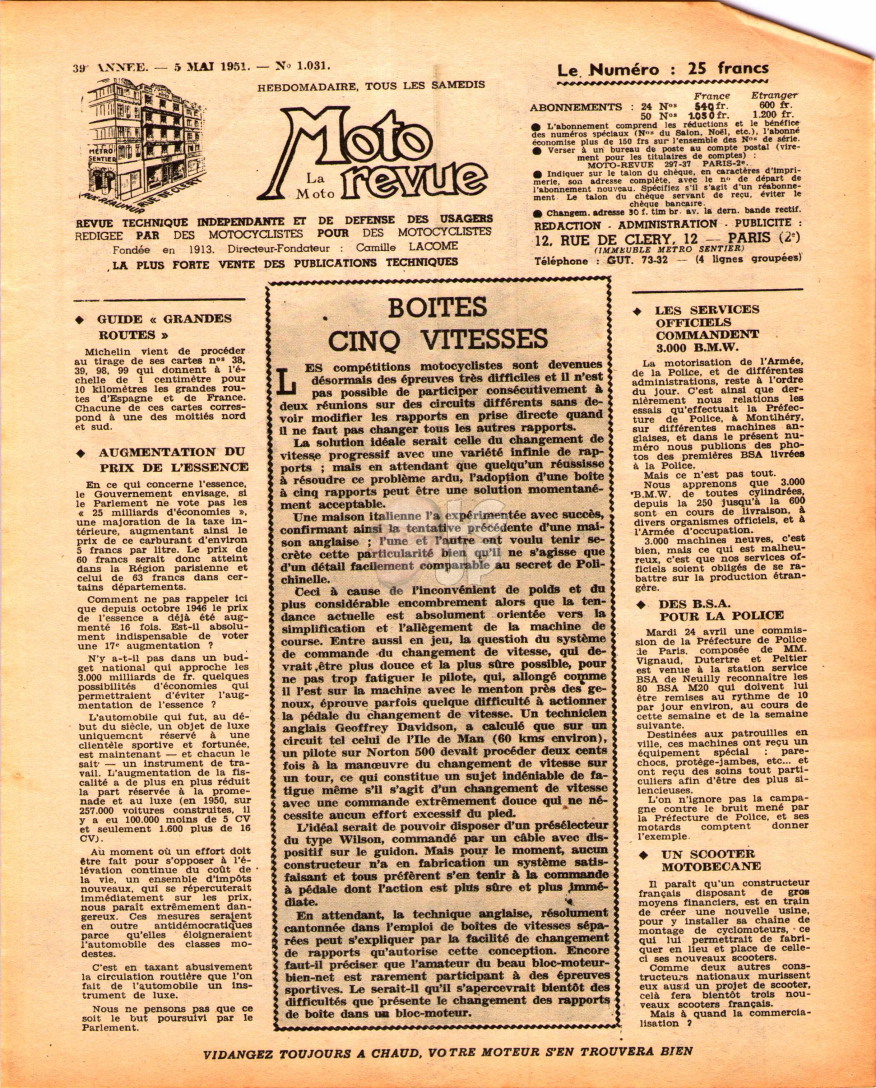 39e ANNEE. — 5 MAI 1951. — No 1.031.
Le Numéro : 25 francs
HEBDOMADAIRE, TOUS LES SAMEDIS
METRO
SENTIER
RUE REAUMUR
RUE DE CLERY
Moto
La
Moto revue
REVUE TECHNIQUE INDEPENDANTE ET DE DEFENSE DES USAGERS
REDIGEE PAR DES MOTOCYCLISTES POUR DES MOTOCYCLISTES
Fondée en 1913. Directeur-Fondateur : Camille LACOME
LA PLUS FORTE VENTE DES PUBLICATIONS TECHNIQUES
France Etranger
ABONNEMENTS : 24 Nos 540 fr. 600 fr.
50 Nos 1.050 fr. 1.200 fr.
● L'abonnement comprend les réductions et le bénéfice
des numéros spéciaux (Nos du Salon, Noël, etc.), l'abonné
économise plus de 150 frs sur l'ensemble des Nos de série.
● Verser à un bureau de poste au compte postal (vire-
ment pour les titulaires de comptes) :
MOTO-REVUE 297-37 PARIS-2e.
● Indiquer sur le talon du chèque, en caractères d'impri-
merie, son adresse complète, avec le no de départ de
l'abonnement nouveau. Spécifiez s'il s'agit d'un réabonne-
ment. Le talon du chèque servant de reçu, éviter le
chèque bancaire.
● Changem. adresse 30 f. tim br. av. la dern. bande rectif.
REDACTION - ADMINISTRATION - PUBLICITE :
12, RUE DE CLERY, 12 — PARIS (2e)
(IMMEUBLE METRO SENTIER)
Téléphone : GUT. 73-32 — (4 lignes groupées)
◆ GUIDE « GRANDES
ROUTES »
Michelin vient de procéder
au tirage de ses cartes nos 38,
39, 98, 99 qui donnent à l'é-
chelle de 1 centimètre pour
10 kilomètres les grandes rou-
tes d'Espagne et de France.
Chacune de ces cartes corres-
pond à une des moitiés nord
et sud.
◆ AUGMENTATION DU
PRIX DE L'ESSENCE
En ce qui concerne l'essence,
le Gouvernement envisage, si
le Parlement ne vote pas les
« 25 milliards d'économies »,
une majoration de la taxe in-
térieure, augmentant ainsi le
prix de ce carburant d'environ
5 francs par litre. Le prix de
60 francs serait donc atteint
dans la Région parisienne et
celui de 63 francs dans cer-
tains départements.
Comment ne pas rappeler ici
que depuis octobre 1946 le prix
de l'essence a déjà été aug-
menté 16 fois. Est-il absolu-
ment indispensable de voter
une 17e augmentation ?
N'y a-t-il pas dans un bud-
get national qui approche les
3.000 milliards de fr. quelques
possibilités d'économies qui
permettraient d'éviter l'aug-
mentation de l'essence ?
L'automobile qui fut, au dé-
but du siècle, un objet de luxe
uniquement réservé à une
clientèle sportive et fortunée,
est maintenant — et chacun le
sait — un instrument de tra-
vail. L'augmentation de la fis-
calité a de plus en plus réduit
la part réservée à la prome-
nade et au luxe (en 1950, sur
257.000 voitures construites, il
y a eu 100.000 moins de 5 CV
et seulement 1.600 plus de 16
CV).
Au moment où un effort doit
être fait pour s'opposer à l'é-
lévation continue du coût de
la vie, un ensemble d'impôts
nouveaux, qui se répercuterait
immédiatement sur les prix,
nous paraît extrêmement dan-
gereux. Ces mesures seraient
en outre antidémocratiques
parce qu'elles éloigneraient
l'automobile des classes mo-
destes.
C'est en taxant abusivement
la circulation routière que l'on
fait de l'automobile un ins-
trument de luxe.
Nous ne pensons pas que ce
soit le but poursuivi par le
Parlement.
BOITES
CINQ VITESSES
LES compétitions motocyclistes sont devenues
désormais des épreuves très difficiles et il n'est
pas possible de participer consécutivement à
deux réunions sur des circuits différents sans de-
voir modifier les rapports en prise directe quand
il ne faut pas changer tous les autres rapports.
La solution idéale serait celle du changement de
vitesse progressif avec une variété infinie de rap-
ports ; mais en attendant que quelqu'un réussisse
à résoudre ce problème ardu, l'adoption d'une boîte
à cinq rapports peut être une solution momentané-
ment acceptable.
Une maison italienne l'a expérimentée avec succès,
confirmant ainsi la tentative précédente d'une mai-
son anglaise ; l'une et l'autre ont voulu tenir se-
crète cette particularité bien qu'il ne s'agisse que
d'un détail facilement comparable au secret de Poli-
chinelle.
Ceci à cause de l'inconvénient de poids et du
plus considérable encombrement alors que la ten-
dance actuelle est absolument orientée vers la
simplification et l'allègement de la machine de
course. Entre aussi en jeu, la question du système
de commande du changement de vitesse, qui de-
vrait être plus douce et la plus sûre possible, pour
ne pas trop fatiguer le pilote, qui, allongé comme
il l'est sur la machine avec le menton près des ge-
noux, éprouve parfois quelque difficulté à actionner
la pédale du changement de vitesse. Un technicien
anglais Geoffrey Davidson, a calculé que sur un
circuit tel celui de l'Ile de Man (60 kms environ),
un pilote sur Norton 500 devait procéder deux cents
fois à la manœuvre du changement de vitesse sur
un tour, ce qui constitue un sujet indéniable de fa-
tigue même s'il s'agit d'un changement de vitesse
avec une commande extrêmement douce qui ne né-
cessite aucun effort excessif du pied.
L'idéal serait de pouvoir disposer d'un présélecteur
du type Wilson, commandé par un câble avec dis-
positif sur le guidon. Mais pour le moment, aucun
constructeur n'a en fabrication un système satis-
faisant et tous préfèrent s'en tenir à la commande
à pédale dont l'action est plus sûre et plus immé-
diate.
En attendant, la technique anglaise, résolument
cantonnée dans l'emploi de boîtes de vitesses sépa-
rées peut s'expliquer par la facilité de changement
de rapports qu'autorise cette conception. Encore
faut-il préciser que l'amateur du beau bloc-moteur-
bien-net est rarement participant à des épreuves
sportives. Le serait-il qu'il s'apercevrait bientôt des
difficultés que présente le changement des rapports
de boîte dans un bloc-moteur.
◆ LES SERVICES
OFFICIELS
COMMANDENT
3.000 B.M.W.
La motorisation de l'Armée,
de la Police, et de différentes
administrations, reste à l'ordre
du jour. C'est ainsi que der-
nièrement nous relations les
essais qu'effectuait la Préfec-
ture de Police, à Montlhéry,
sur différentes machines an-
glaises, et dans le présent nu-
méro nous publions des pho-
tos des premières BSA livrées
à la Police.
Mais ce n'est pas tout.
Nous apprenons que 3.000
B.M.W. de toutes cylindrées,
depuis la 250 jusqu'à la 600
sont en cours de livraison, à
divers organismes officiels, et à
l'Armée d'occupation.
3.000 machines neuves, c'est
bien, mais ce qui est malheu-
reux, c'est que nos services of-
ficiels soient obligés de se ra-
battre sur la production étran-
gère.
◆ DES B.S.A.
POUR LA POLICE
Mardi 24 avril une commis-
sion de la Préfecture de Police
de Paris, composée de MM.
Vignaud, Dutertre et Peltier
est venue à la station service
BSA de Neuilly reconnaître les
80 BSA M20 qui doivent lui
être remises au rythme de 10
par jour environ, au cours de
cette semaine et de la semaine
suivante.
Destinées aux patrouilles en
ville, ces machines ont reçu un
équipement spécial : pare-
chocs, protège-jambes, etc... et
ont reçu des soins tout parti-
culiers afin d'être des plus si-
lencieuses.
L'on n'ignore pas la campa-
gne contre le bruit mené par
la Préfecture de Police, et ses
motards comptent donner
l'exemple.
◆ UN SCOOTER
MOTOBECANE
Il paraît qu'un constructeur
français disposant de gros
moyens financiers, est en train
de créer une nouvelle usine,
pour y installer sa chaîne de
montage de cyclomoteurs, ce
qui lui permettrait de fabri-
quer en lieu et place de celle-
ci ses nouveaux scooters.
Comme deux autres cons-
tructeurs nationaux murissent
eux aussi un projet de scooter,
celà fera bientôt trois nou-
veaux scooters français.
Mais à quand la commercia-
lisation ?
VIDANGEZ TOUJOURS A CHAUD, VOTRE MOTEUR S'EN TROUVERA BIEN